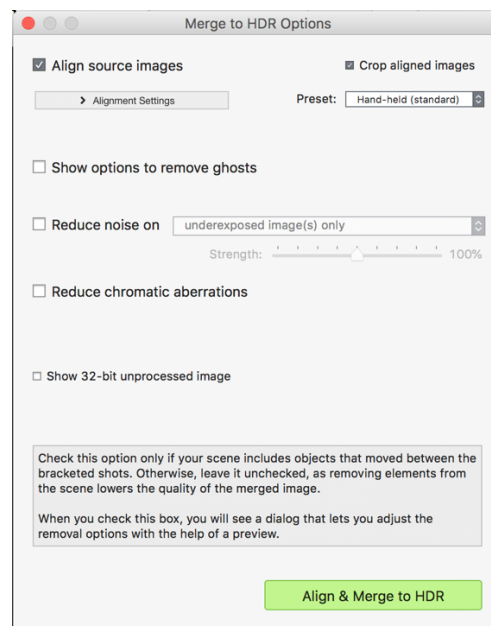 Merge to HDR Options
Align source images
Crop aligned images
Alignment Settings
Preset: Hand-held (standard)
Show options to remove ghosts
Reduce noise on underexposed image(s) only
Strength: 100%
Reduce chromatic aberrations
Show 32-bit unprocessed image
Check this option only if your scene includes objects that moved between the
bracketed shots. Otherwise, leave it unchecked, as removing elements from
the scene lowers the quality of the merged image.
When you check this box, you will see a dialog that lets you adjust the
removal options with the help of a preview.
Align & Merge to HDR